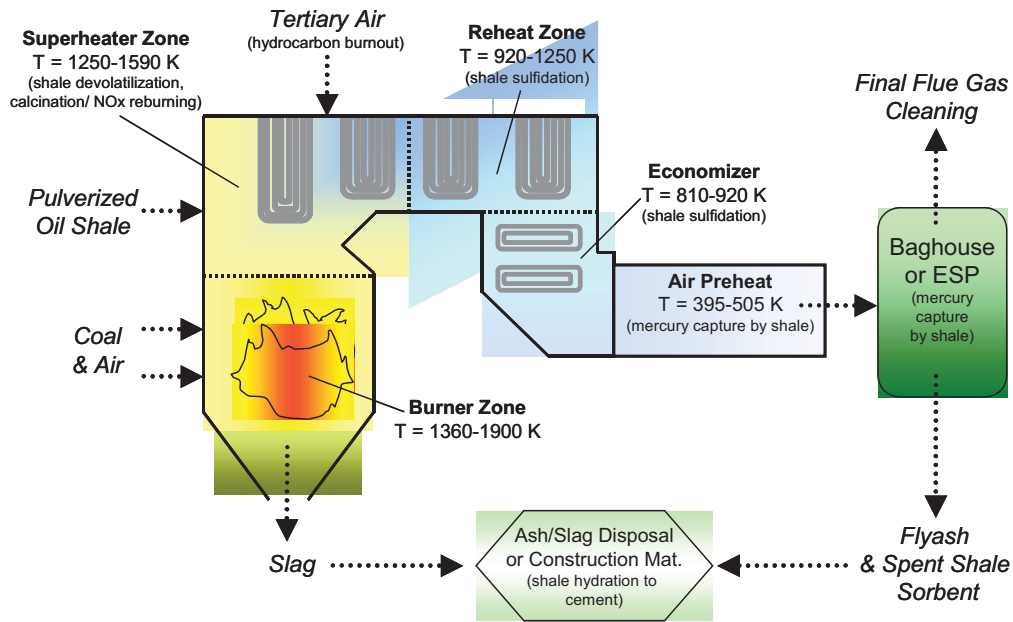 Tertiary Air
(hydrocarbon burnout)
Superheater Zone
T = 1250-1590 K
(shale devolatilization,
calcination/ NOx reburning)
Reheat Zone
T = 920-1250 K
(shale sulfidation)
Final Flue Gas
Cleaning
Economizer
T = 810-920 K
(shale sulfidation)
Pulverized
Oil Shale
Baghouse
or ESP
(mercury
capture
by shale)
Air Preheat
T = 395-505 K
(mercury capture by shale)
Coal
& Air
Burner Zone
T = 1360-1900 K
Slag
Ash/Slag Disposal
or Construction Mat.
(shale hydration to
cement)
Flyash
& Spent Shale
Sorbent